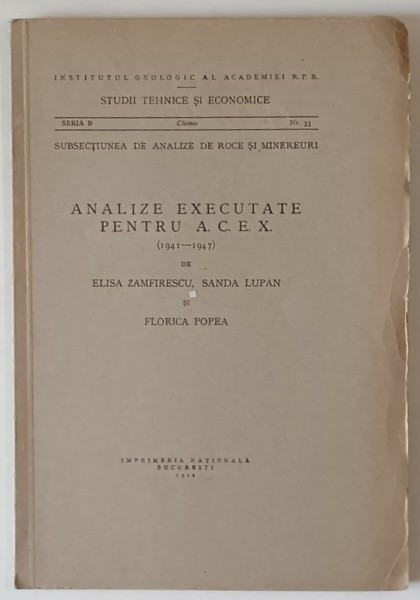 INSTITUTUL GEOLOGIC AL ACADEMIEI R.P.R.
STUDII TEHNICE ȘI ECONOMICE
SERIA B Chimie Nr. 33
SUBSECȚIUNEA DE ANALIZE DE ROCE ȘI MINEREURI
ANALIZE EXECUTATE
PENTRU A. C. E. X.
(1941—1947)
DE
ELISA ZAMFIRESCU, SANDA LUPAN
ȘI
FLORICA POPEA
IMPRIMERIA NAȚIONALĂ
BUCUREȘTI